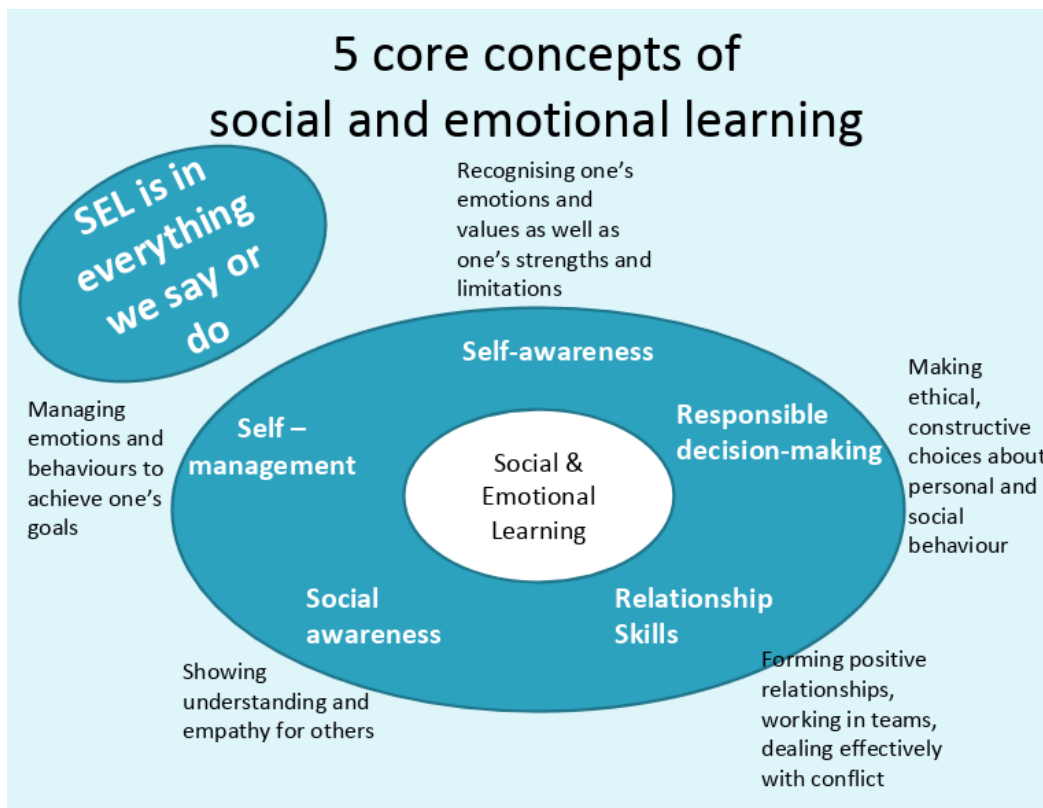 5 core concepts of
social and emotional learning
SEL is in
everything
we say or
do
Recognising one's
emotions and
values as well as
one's strengths and
limitations
Self-awareness
Managing
emotions and
behaviours to
achieve one's
goals
Self –
management
Social &
Emotional
Learning
Responsible
decision-making
Making
ethical,
constructive
choices about
personal and
social
behaviour
Social
awareness
Showing
understanding and
empathy for others
Relationship
Skills
Forming positive
relationships,
working in teams,
dealing effectively
with conflict